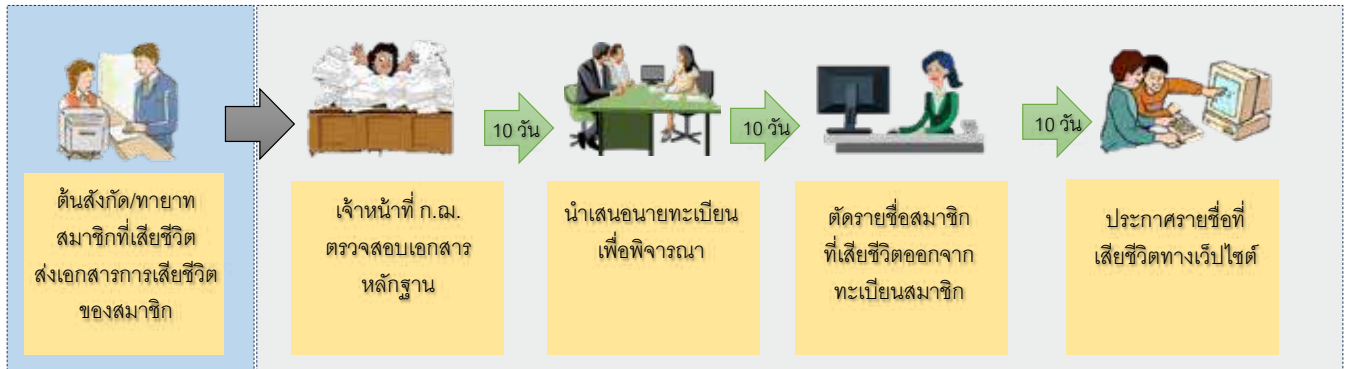 10 วัน
10 วัน
10 วัน
ต้นสังกัด/ทายาท
สมาชิกที่เสียชีวิต
ส่งเอกสารการเสียชีวิต
ของสมาชิก
เจ้าหน้าที่ ก.ฌ.
ตรวจสอบเอกสาร
หลักฐาน
นำเสนอนายทะเบียน
เพื่อพิจารณา
ตัดรายชื่อสมาชิก
ที่เสียชีวิตออกจาก
ทะเบียนสมาชิก
ประกาศรายชื่อที่
เสียชีวิตทางเว็ปไซต์